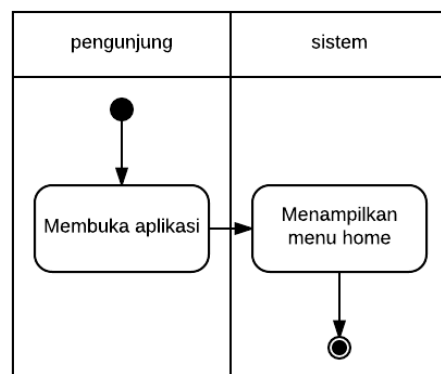 pengunjung
sistem
Membuka aplikasi
Menampilkan
menu home